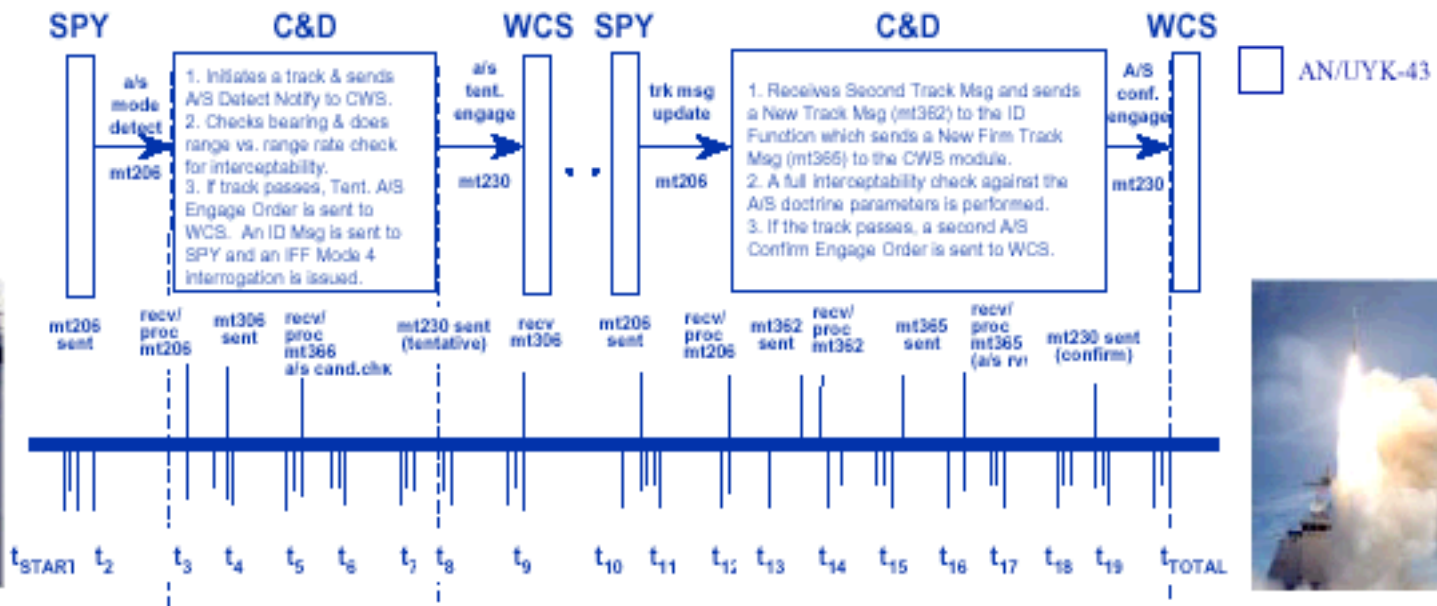 SPY
C&D
WCS
SPY
C&D
WCS
AN/UYK-43
a/s
mode
detect
mt206
1. Initiates a track & sends
A/S Detect Notify to CWS.
2. Checks bearing & does
range vs. range rate check
for interceptability.
3. If track passes, Tent. A/S
Engage Order is sent to
WCS. An ID Msg is sent to
SPY and an IFF Mode 4
interrogation is issued.
a/s
tent.
engage
mt230
. .
trk msg
update
mt206
1. Receives Second Track Msg and sends
a New Track Msg (mt362) to the ID
Function which sends a New Firm Track
Msg (mt365) to the CWS module.
2. A full interceptability check against the
A/S doctrine parameters is performed.
3. If the track passes, a second A/S
Confirm Engage Order is sent to WCS.
A/S
conf.
engage
mt230
mt206
sent
recv/
proc
mt206
mt306
sent
recv/
proc
mt366
a/s cand.chk
mt230 sent
(tentative)
recv
mt306
mt206
sent
recv/
proc
mt206
mt362
sent
recv/
proc
mt362
mt365
sent
recv/
proc
mt365
(a/s rv
mt230 sent
(confirm)
tSTART t2 t3 t4 t5 t6 t7 t8 t9 t10 t11 t12 t13 t14 t15 t16 t17 t18 t19 tTOTAL